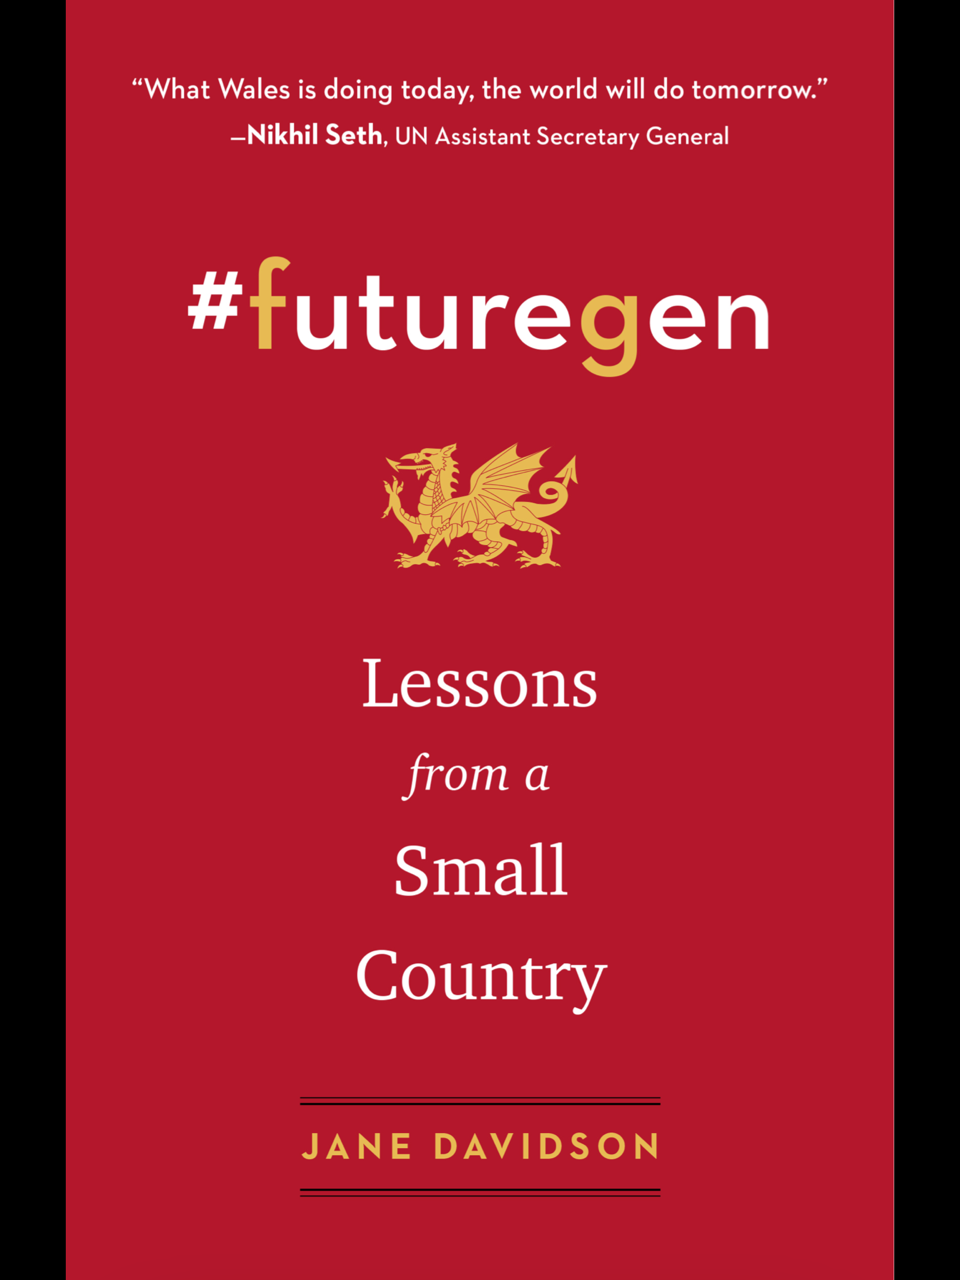 “What Wales is doing today, the world will do tomorrow.”
—Nikhil Seth, UN Assistant Secretary General
#futuregen
Lessons
from a
Small
Country
JANE DAVIDSON